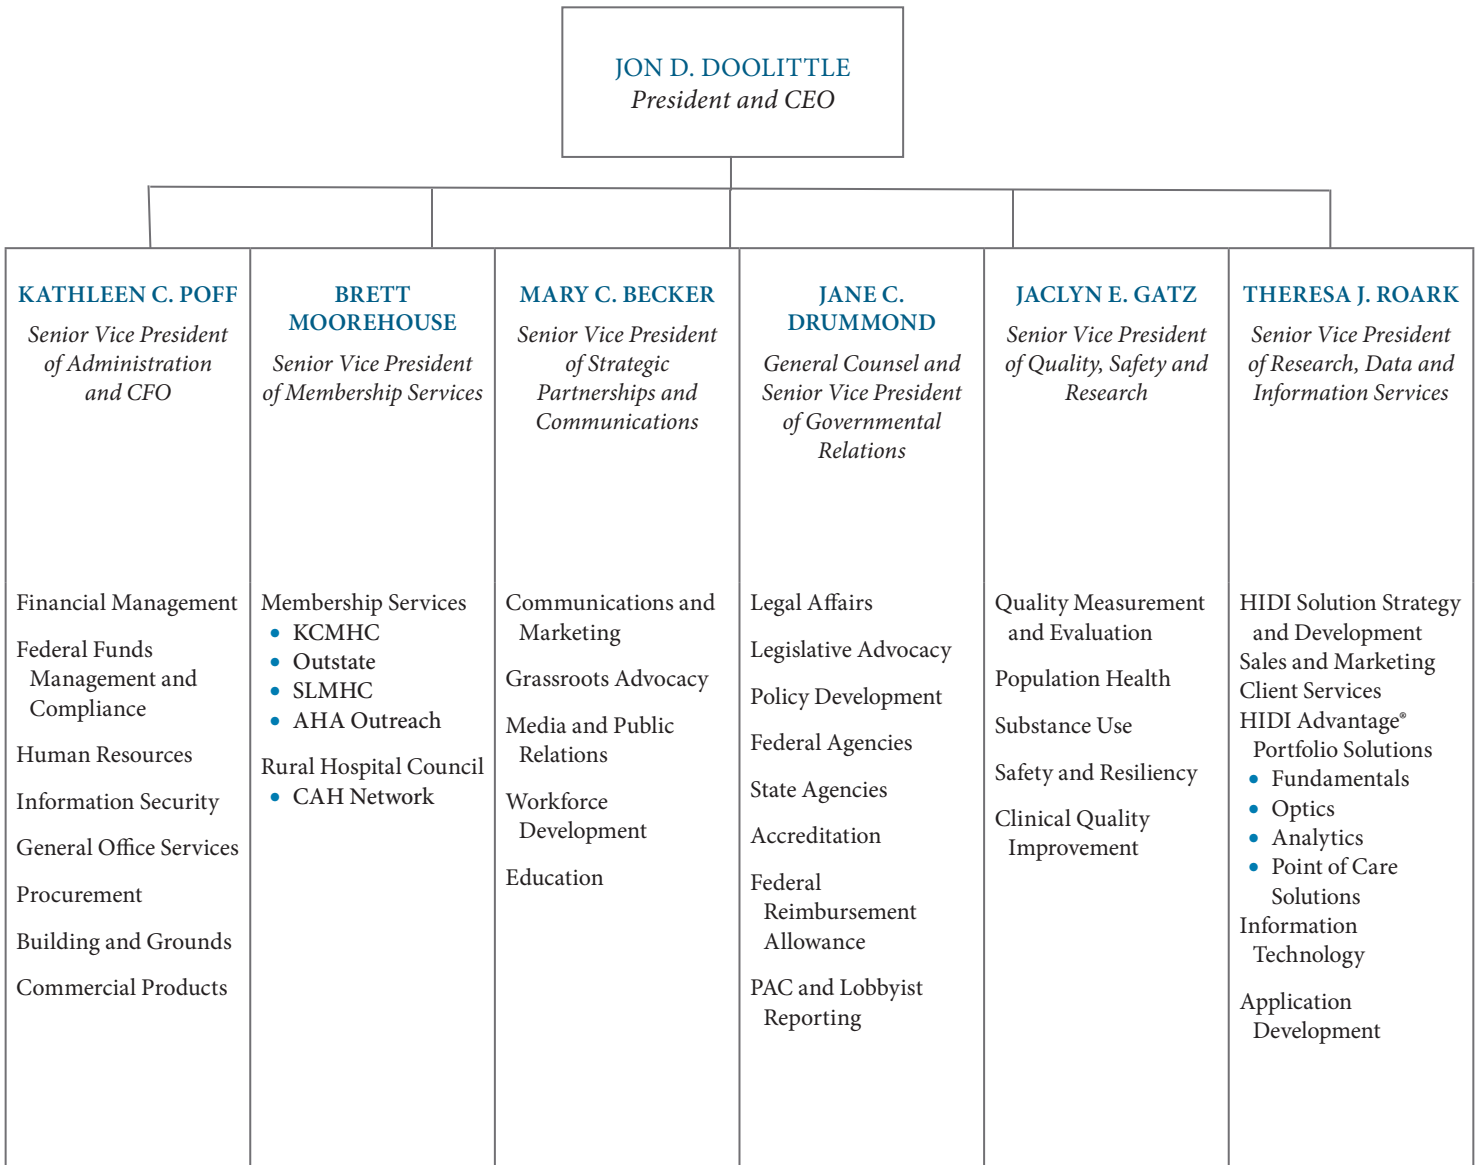 JON D. DOOLITTLE
President and CEO
KATHLEEN C. POFF
Senior Vice President
of Administration
and CFO
Financial Management
Federal Funds
Management and
Compliance
Human Resources
Information Security
General Office Services
Procurement
Building and Grounds
Commercial Products
BRETT
MOOREHOUSE
Senior Vice President
of Membership Services
Membership Services
• KCMHC
• Outstate
• SLMHC
• AHA Outreach
Rural Hospital Council
• CAH Network
MARY C. BECKER
Senior Vice President
of Strategic
Partnerships and
Communications
Communications and
Marketing
Grassroots Advocacy
Media and Public
Relations
Workforce
Development
Education
JANE C.
DRUMMOND
General Counsel and
Senior Vice President
of Governmental
Relations
Legal Affairs
Legislative Advocacy
Policy Development
Federal Agencies
State Agencies
Accreditation
Federal
Reimbursement
Allowance
PAC and Lobbyist
Reporting
JACLYN E. GATZ
Senior Vice President
of Quality, Safety and
Research
Quality Measurement
and Evaluation
Population Health
Substance Use
Safety and Resiliency
Clinical Quality
Improvement
THERESA J. ROARK
Senior Vice President
of Research, Data and
Information Services
HIDI Solution Strategy
and Development
Sales and Marketing
Client Services
HIDI Advantage®
Portfolio Solutions
• Fundamentals
• Optics
• Analytics
• Point of Care
Solutions
Information
Technology
Application
Development